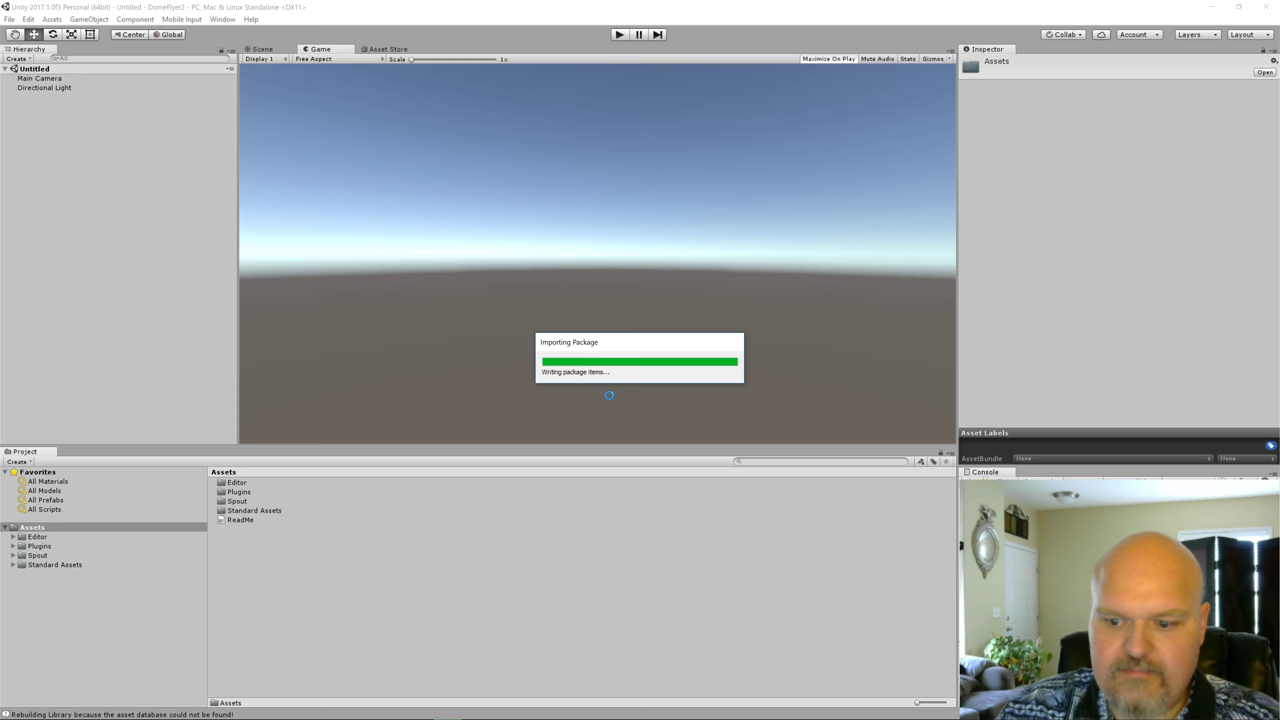 Unity 2017.1.0f3 Personal (64bit) - Untitled - DomeFlyer2 - PC, Mac & Linux Standalone <DX11>
File Edit Assets GameObject Component Mobile Input Window Help
Center Global Collab Account Layers Layout
Hierarchy Scene Game Asset Store Inspector
Create All Display 1 Free Aspect Scale 1x Maximize On Play Mute Audio Stats Gizmos Assets
Untitled
Open
Main Camera
Directional Light
Importing Package
Writing package items...
Asset Labels
Project
AssetBundle None None
Create
Favorites Assets Console
All Materials Editor
All Models Plugins
All Prefabs Spout
All Scripts Standard Assets
ReadMe
Assets
Editor
Plugins
Spout
Standard Assets
Assets
Rebuilding Library because the asset database could not be found!